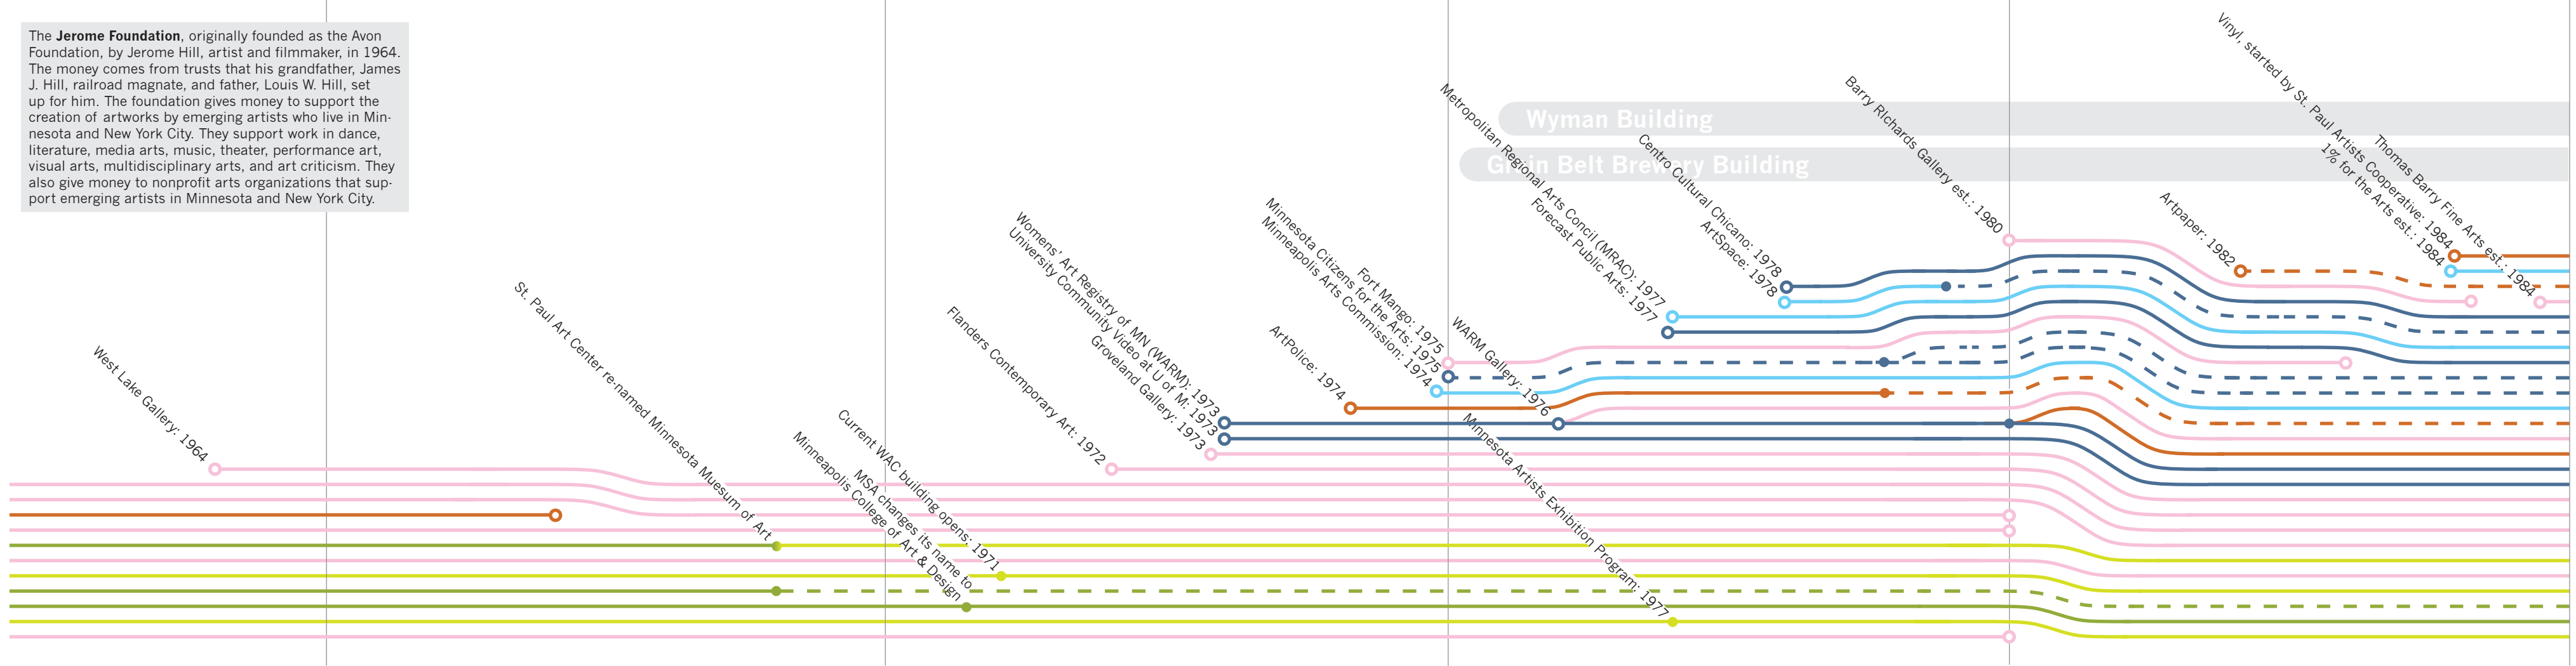 The Jerome Foundation, originally founded as the Avon
Foundation, by Jerome Hill, artist and filmmaker, in 1964.
The money comes from trusts that his grandfather, James
J. Hill, railroad magnate, and father, Louis W. Hill, set
up for him. The foundation gives money to support the
creation of artworks by emerging artists who live in Min-
nesota and New York City. They support work in dance,
literature, media arts, music, theater, performance art,
visual arts, multidisciplinary arts, and art criticism. They
also give money to nonprofit arts organizations that sup-
port emerging artists in Minnesota and New York City.
West Lake Gallery: 1964
St. Paul Art Center re-named Minnesota Muesum of Art
Minneapolis College of Art & Design
MSA changes its name to
Current WAC building opens: 1971
Flanders Contemporary Art: 1972
Groveland Gallery: 1973
University Community Video at U of M: 1973
Womens' Art Registry of MN (WARM): 1973
ArtPolice: 1974
Minneapolis Arts Commission: 1974
Minnesota Citizens for the Arts: 1975
Fort Mango: 1975
WARM Gallery: 1976
Minnesota Artists Exhibition Program: 1977
Forecast Public Arts: 1977
Metropolitan Regional Arts Council (MRAC): 1977
Wyman Building
Grain Belt Brewery Building
ArtSpace: 1978
Centro Cultural Chicano: 1978
Barry RIchards Gallery est.: 1980
Artpaper: 1982
1% for the Arts est.: 1984
Vinyl, started by St. Paul Artists Cooperative: 1984
Thomas Barry Fine Arts est.: 1984